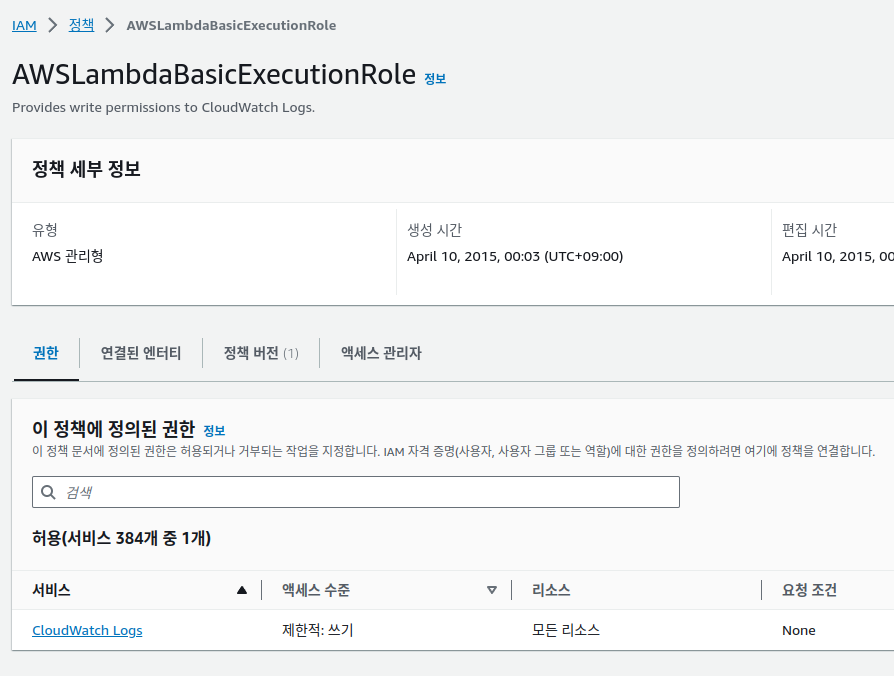 IAM > 정책 > AWSLambdaBasicExecutionRole
AWSLambdaBasicExecutionRole 정보
Provides write permissions to CloudWatch Logs.
정책 세부 정보
유형
AWS 관리형
생성 시간
April 10, 2015, 00:03 (UTC+09:00)
편집 시간
April 10, 2015, 00
권한 연결된 엔터티 정책 버전 (1) 액세스 관리자
이 정책에 정의된 권한 정보
이 정책 문서에 정의된 권한은 허용되거나 거부되는 작업을 지정합니다. IAM 자격 증명(사용자, 사용자 그룹 또는 역할)에 대한 권한을 정의하려면 여기에 정책을 연결합니다.
검색
허용(서비스 384개 중 1개)
서비스 액세스 수준 리소스 요청 조건
CloudWatch Logs 제한적: 쓰기 모든 리소스 None